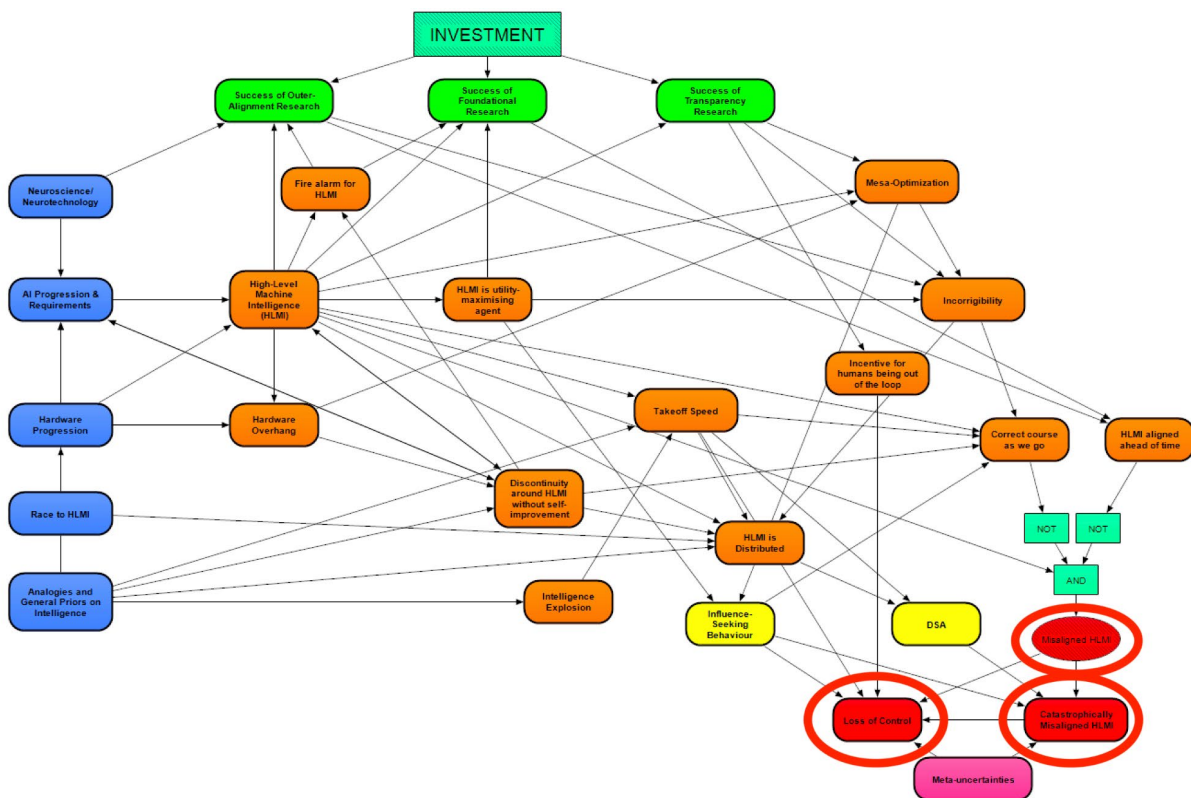 INVESTMENT
Success of Outer-
Alignment Research
Success of
Foundational
Research
Success of
Transparency
Research
Neuroscience/
Neurotechnology
Fire alarm for
HLMI
Mesa-Optimization
AI Progression &
Requirements
High-Level
Machine
Intelligence
(HLMI)
HLMI is utility-
maximising
agent
Incorrigibility
Incentive for
humans being out
of the loop
Hardware
Progression
Hardware
Overhang
Takeoff Speed
Correct course
as we go
HLMI aligned
ahead of time
Race to HLMI
Discontinuity
around HLMI
without self-
improvement
HLMI is
Distributed
NOT
NOT
AND
Analogies and
General Priors on
Intelligence
Intelligence
Explosion
Influence-
Seeking
Behaviour
DSA
Misaligned HLMI
Loss of Control
Catastrophically
Misaligned HLMI
Meta-uncertainties